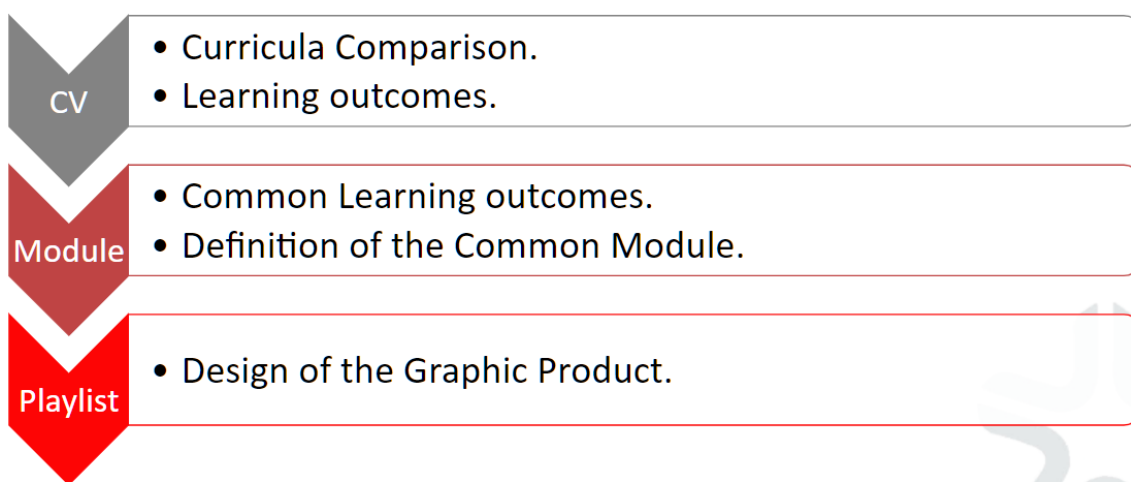 CV
• Curricula Comparison.
• Learning outcomes.
Module
• Common Learning outcomes.
• Definition of the Common Module.
Playlist
• Design of the Graphic Product.